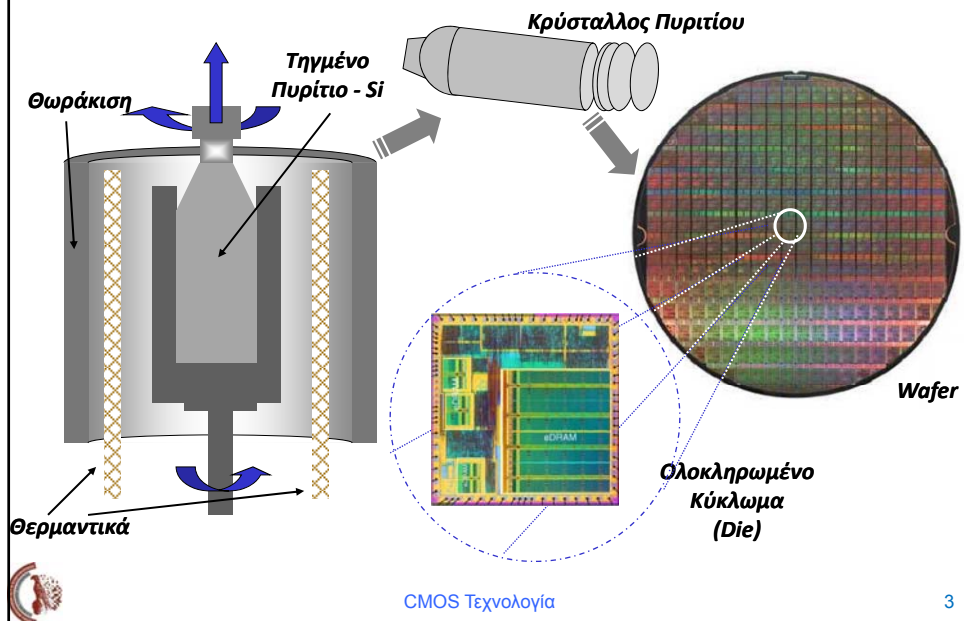 Κρύσταλλος Πυριτίου
Τηγμένο
Πυρίτιο - Si
Θωράκιση
Wafer
eDRAM
Ολοκληρωμένο
Κύκλωμα
(Die)
Θερμαντικά
CMOS Τεχνολογία
3